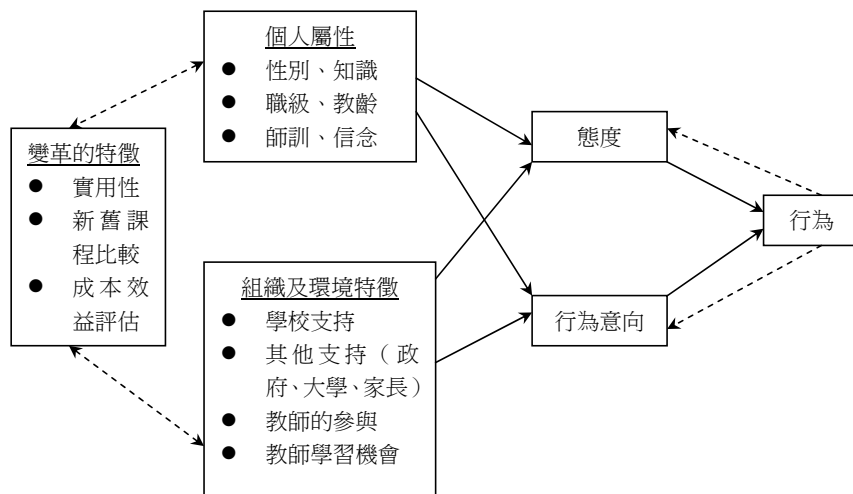 個人屬性
● 性別、知識
● 職級、教齡
● 師訓、信念
變革的特徵
● 實用性
● 新舊課
程比較
● 成本效
益評估
組織及環境特徵
● 學校支持
● 其他支持（政
府、大學、家長）
● 教師的參與
● 教師學習機會
態度
行為意向
行為